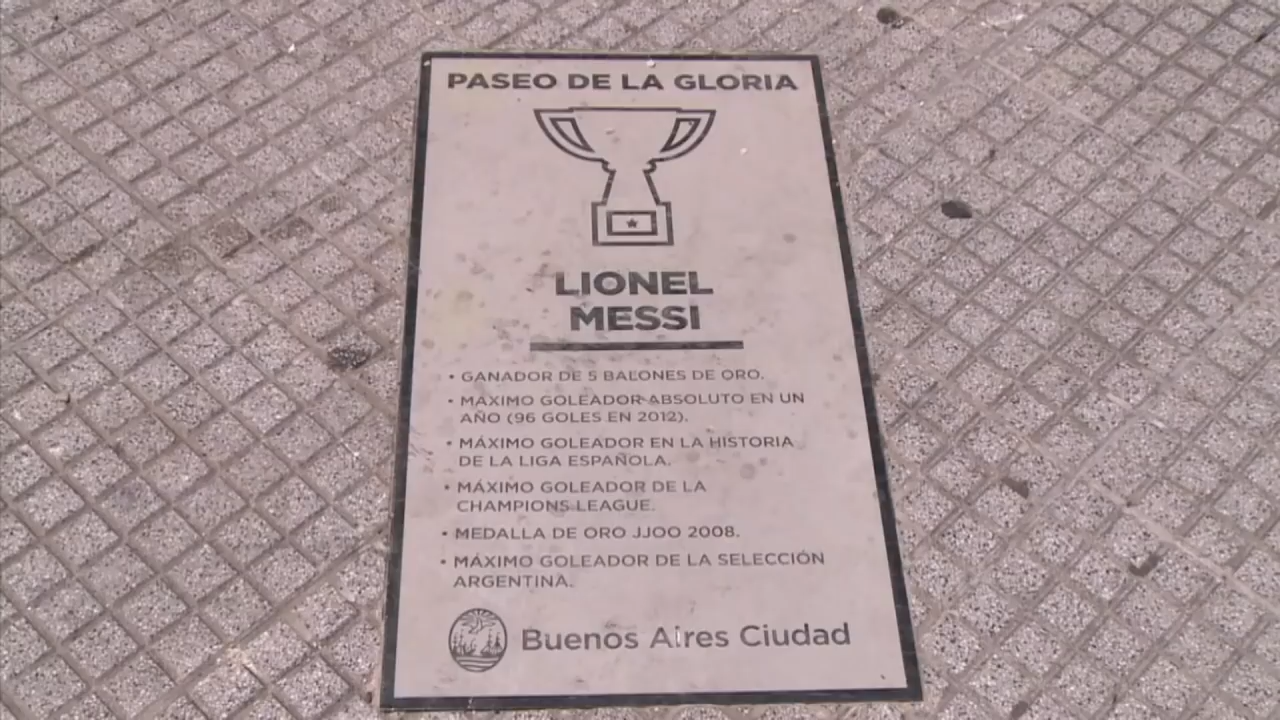 PASEO DE LA GLORIA
LIONEL
MESSI
• GANADOR DE 5 BALONES DE ORO.
• MÁXIMO GOLEADOR ABSOLUTO EN UN
AÑO (96 GOLES EN 2012).
• MÁXIMO GOLEADOR EN LA HISTORIA
DE LA LIGA ESPAÑOLA.
• MÁXIMO GOLEADOR DE LA
CHAMPIONS LEAGUE.
• MEDALLA DE ORO JJOO 2008.
• MÁXIMO GOLEADOR DE LA SELECCIÓN
ARGENTINA.
Buenos Aires Ciudad